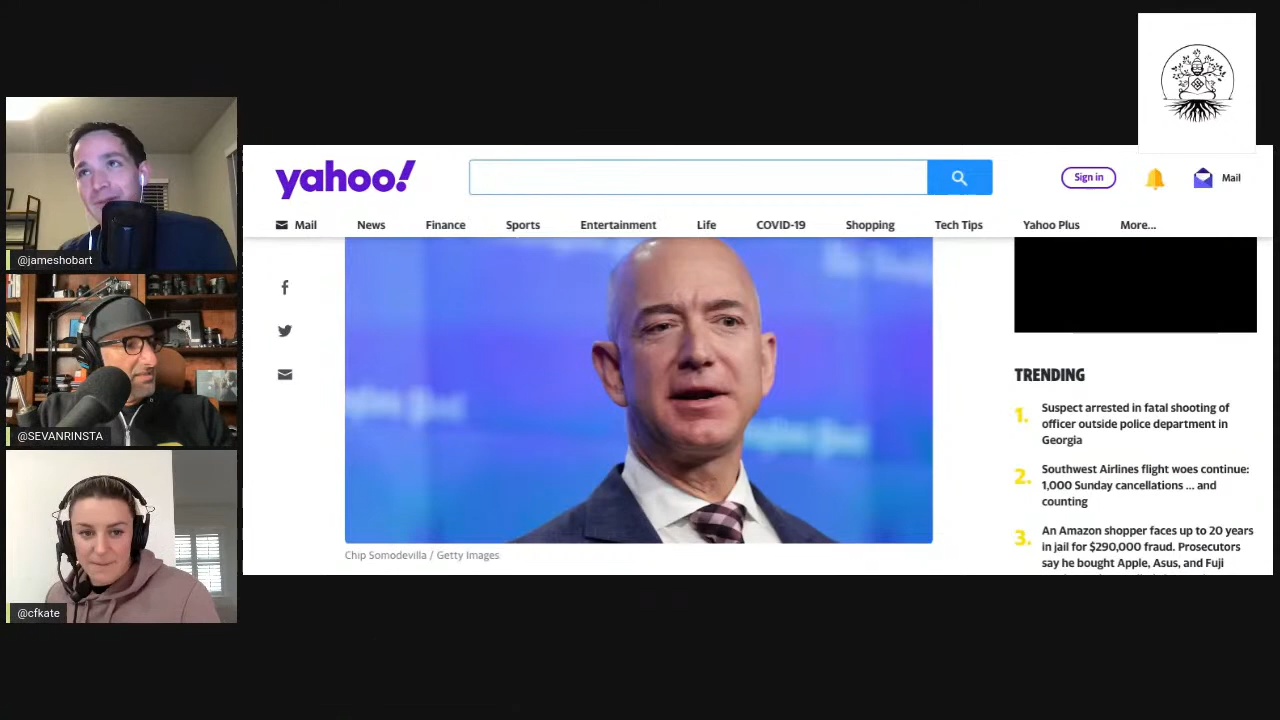 yahoo!
Sign in
Mail
Mail
News
Finance
Sports
Entertainment
Life
COVID-19
Shopping
Tech Tips
Yahoo Plus
More...
@jameshobart
@SEVANRINSTA
@cfkate
Chip Somodevilla / Getty Images
TRENDING
1. Suspect arrested in fatal shooting of
officer outside police department in
Georgia
2. Southwest Airlines flight woes continue:
1,000 Sunday cancellations ... and
counting
3. An Amazon shopper faces up to 20 years
in jail for $290,000 fraud. Prosecutors
say he bought Apple, Asus, and Fuji